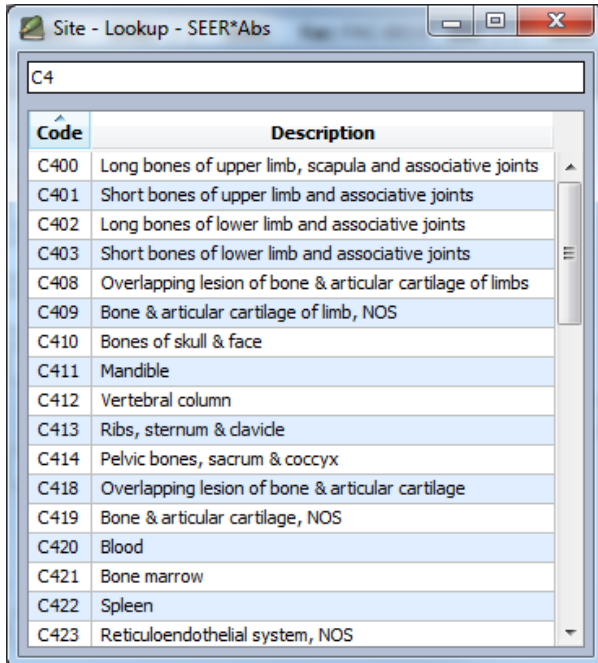 Site - Lookup - SEER*Abs
C4
Code Description
C400 Long bones of upper limb, scapula and associative joints
C401 Short bones of upper limb and associative joints
C402 Long bones of lower limb and associative joints
C403 Short bones of lower limb and associative joints
C408 Overlapping lesion of bone & articular cartilage of limbs
C409 Bone & articular cartilage of limb, NOS
C410 Bones of skull & face
C411 Mandible
C412 Vertebral column
C413 Ribs, sternum & clavicle
C414 Pelvic bones, sacrum & coccyx
C418 Overlapping lesion of bone & articular cartilage
C419 Bone & articular cartilage, NOS
C420 Blood
C421 Bone marrow
C422 Spleen
C423 Reticuloendothelial system, NOS